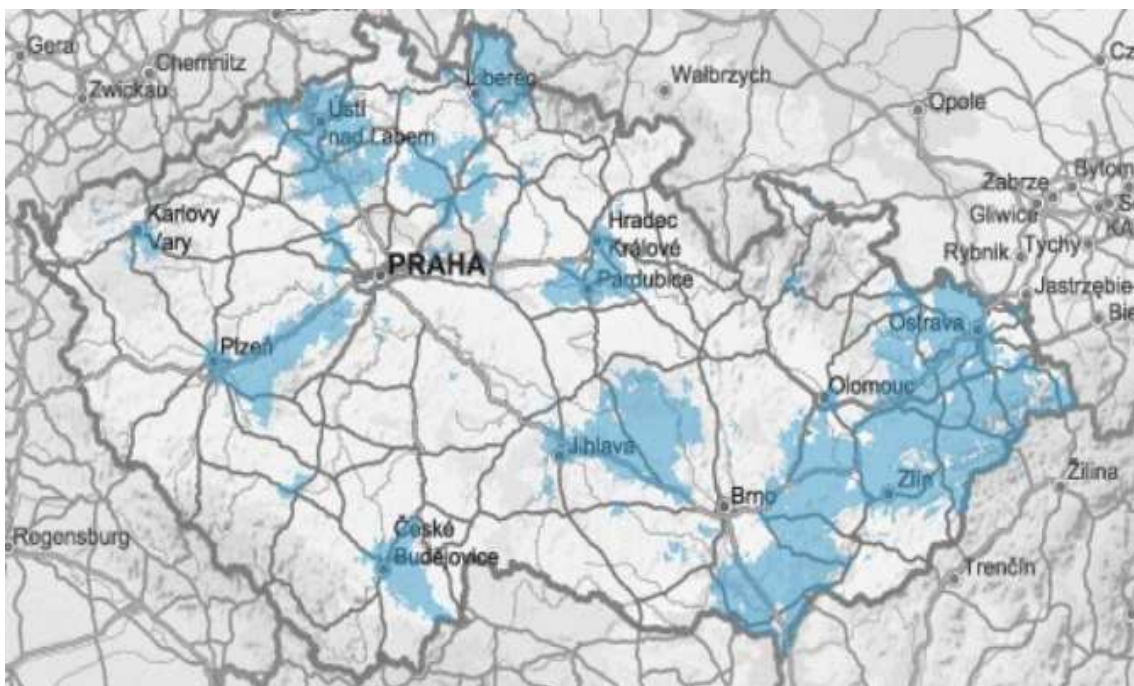 Gera
Chemnitz
Zwickau
Liberec
Wałbrzych
Ústí
nad Labem
Opole
Bytom
Zabrze
Gliwice
Karlovy
Vary
Hradec
Králové
Rybnik
Tychy
PRAHA
Pardubice
Jastrzębie-
Ostrava
Plzeň
Olomouc
Jihlava
Zlín
Žilina
Brno
České
Budějovice
Regensburg
Trenčín